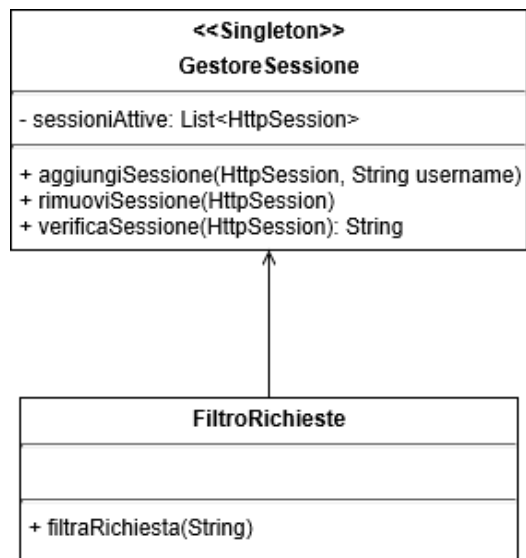 <<Singleton>>
GestoreSessione
- sessioniAttive: List<HttpSession>
+ aggiungiSessione(HttpSession, String username)
+ rimuoviSessione(HttpSession)
+ verificaSessione(HttpSession): String
FiltroRichieste
+ filtraRichiesta(String)